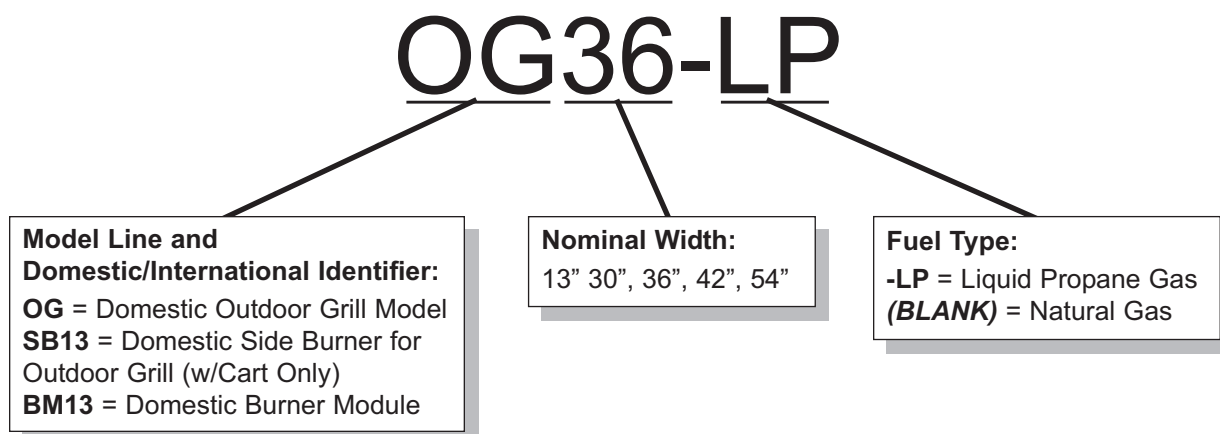 OG36-LP
Model Line and
Domestic/International Identifier:
OG = Domestic Outdoor Grill Model
SB13 = Domestic Side Burner for
Outdoor Grill (w/Cart Only)
BM13 = Domestic Burner Module
Nominal Width:
13” 30”, 36”, 42”, 54”
Fuel Type:
-LP = Liquid Propane Gas
(BLANK) = Natural Gas